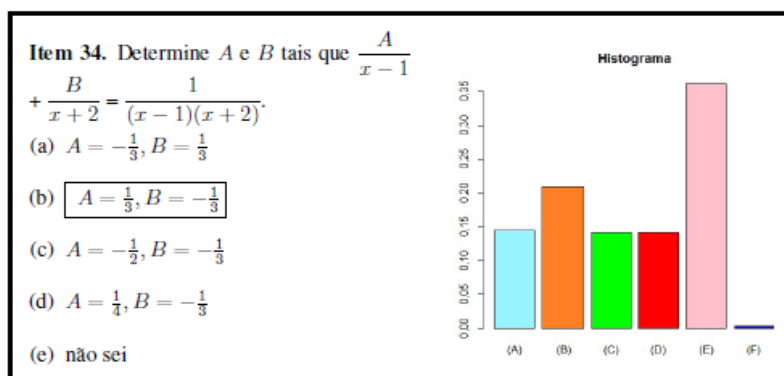 Item 34. Determine A e B tais que A/(x − 1)
+ B/(x + 2) = 1/((x − 1)(x + 2)).
(a) A = −1/3, B = 1/3
(b) A = 1/3, B = −1/3
(c) A = −1/2, B = −1/3
(d) A = 1/4, B = −1/3
(e) não sei
Histograma
0,35
0,30
0,25
0,20
0,15
0,10
0,05
0,00
(A) (B) (C) (D) (E) (F)